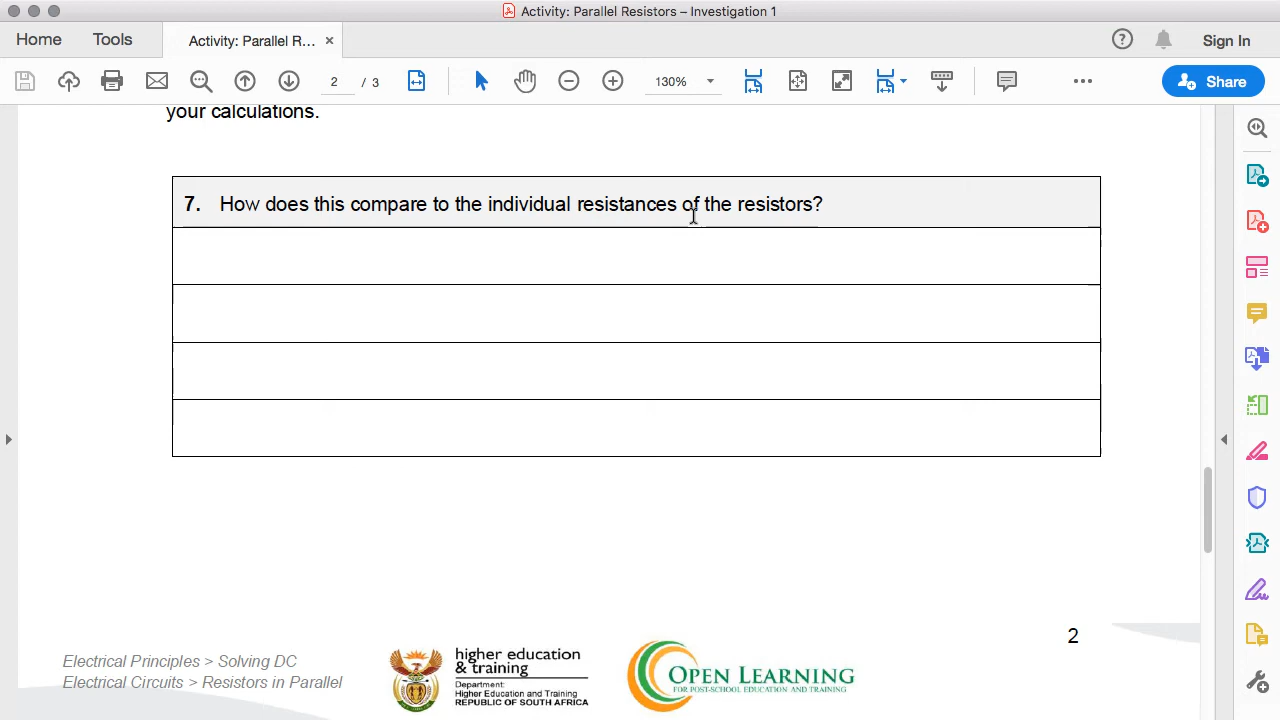 Activity: Parallel Resistors – Investigation 1
Home
Tools
Activity: Parallel R... ×
Sign In
2 / 3
130%
Share
your calculations.
7. How does this compare to the individual resistances of the resistors?
2
Electrical Principles > Solving DC
Electrical Circuits > Resistors in Parallel
higher education
& training
Department:
Higher Education and Training
REPUBLIC OF SOUTH AFRICA
OPEN LEARNING
FOR POST-SCHOOL EDUCATION AND TRAINING